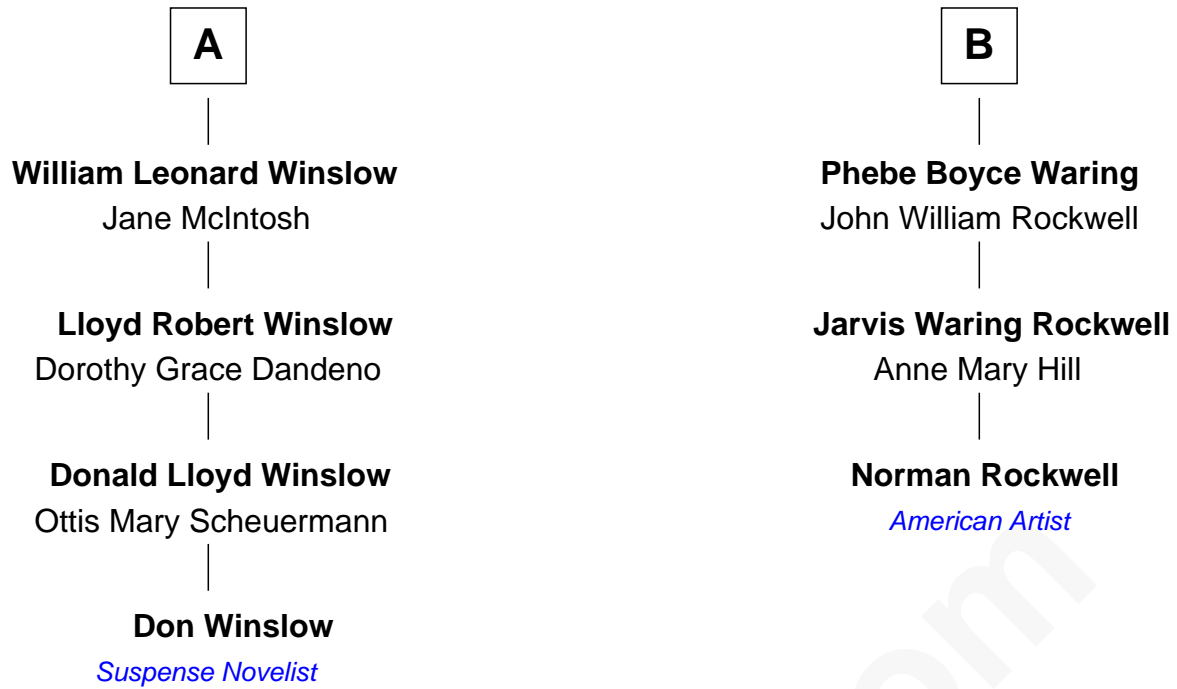 A
William Leonard Winslow
Jane McIntosh
Lloyd Robert Winslow
Dorothy Grace Dandeno
Donald Lloyd Winslow
Ottis Mary Scheuermann
Don Winslow
Suspense Novelist
B
Phebe Boyce Waring
John William Rockwell
Jarvis Waring Rockwell
Anne Mary Hill
Norman Rockwell
American Artist
om